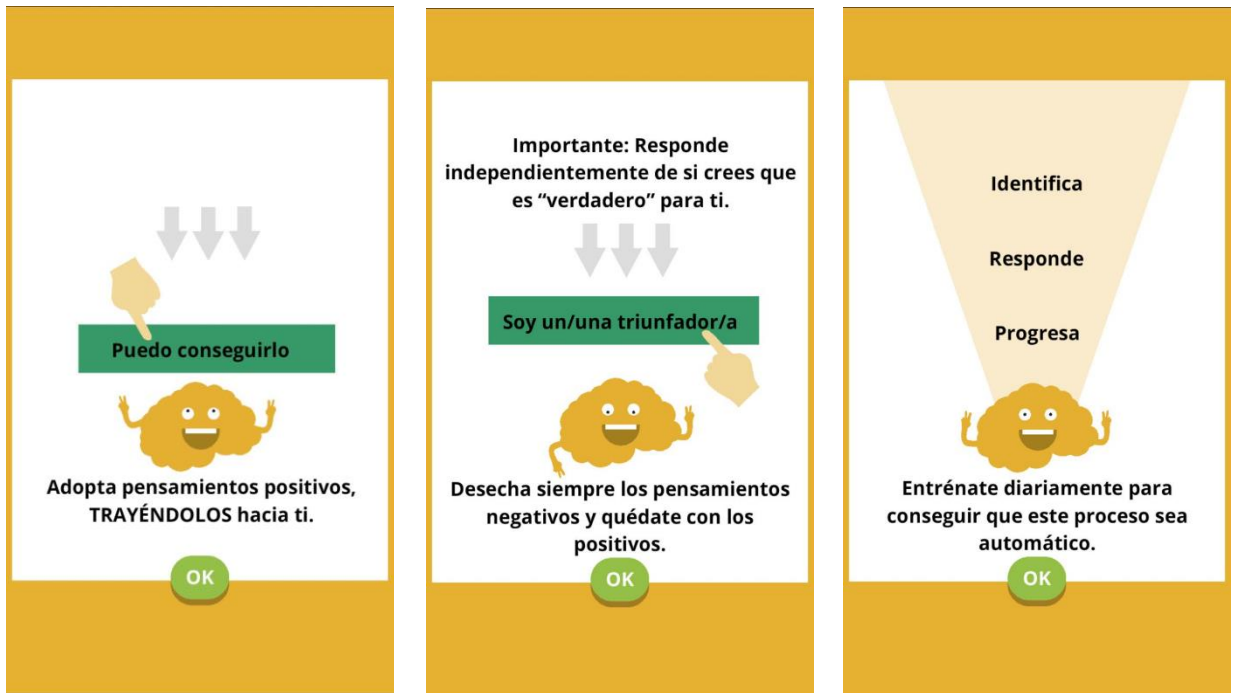 Puedo conseguirlo
Adopta pensamientos positivos,
TRAYÉNDOLOS hacia ti.
OK
Importante: Responde
independientemente de si crees que
es “verdadero” para ti.
Soy un/una triunfador/a
Desecha siempre los pensamientos
negativos y quédate con los
positivos.
OK
Identifica
Responde
Progresa
Entrénate diariamente para
conseguir que este proceso sea
automático.
OK